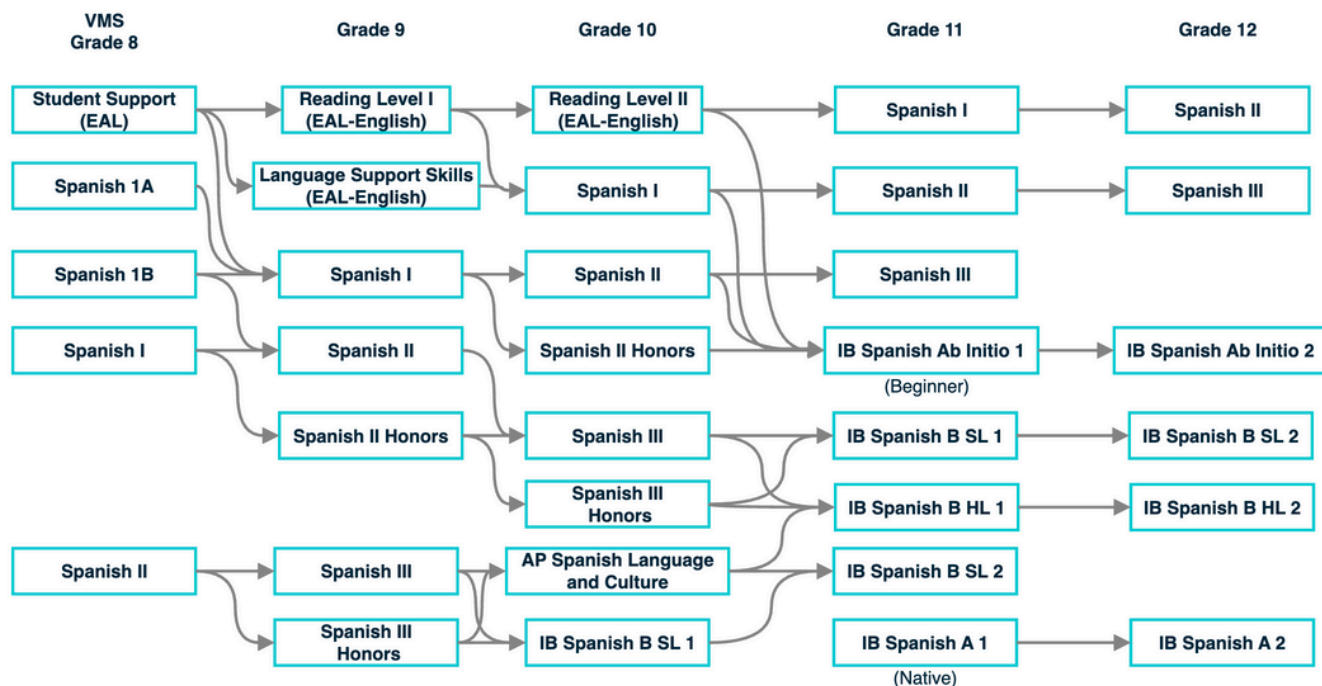 VMS
Grade 8
Grade 9
Grade 10
Grade 11
Grade 12
Student Support
(EAL)
Reading Level I
(EAL-English)
Reading Level II
(EAL-English)
Spanish I
Spanish II
Spanish 1A
Language Support Skills
(EAL-English)
Spanish I
Spanish II
Spanish III
Spanish 1B
Spanish I
Spanish II
Spanish III
Spanish I
Spanish II
Spanish II Honors
IB Spanish Ab Initio 1
(Beginner)
IB Spanish Ab Initio 2
Spanish II Honors
Spanish III
IB Spanish B SL 1
IB Spanish B SL 2
Spanish III
Honors
IB Spanish B HL 1
IB Spanish B HL 2
Spanish II
Spanish III
AP Spanish Language
and Culture
IB Spanish B SL 2
Spanish III
Honors
IB Spanish B SL 1
IB Spanish A 1
(Native)
IB Spanish A 2